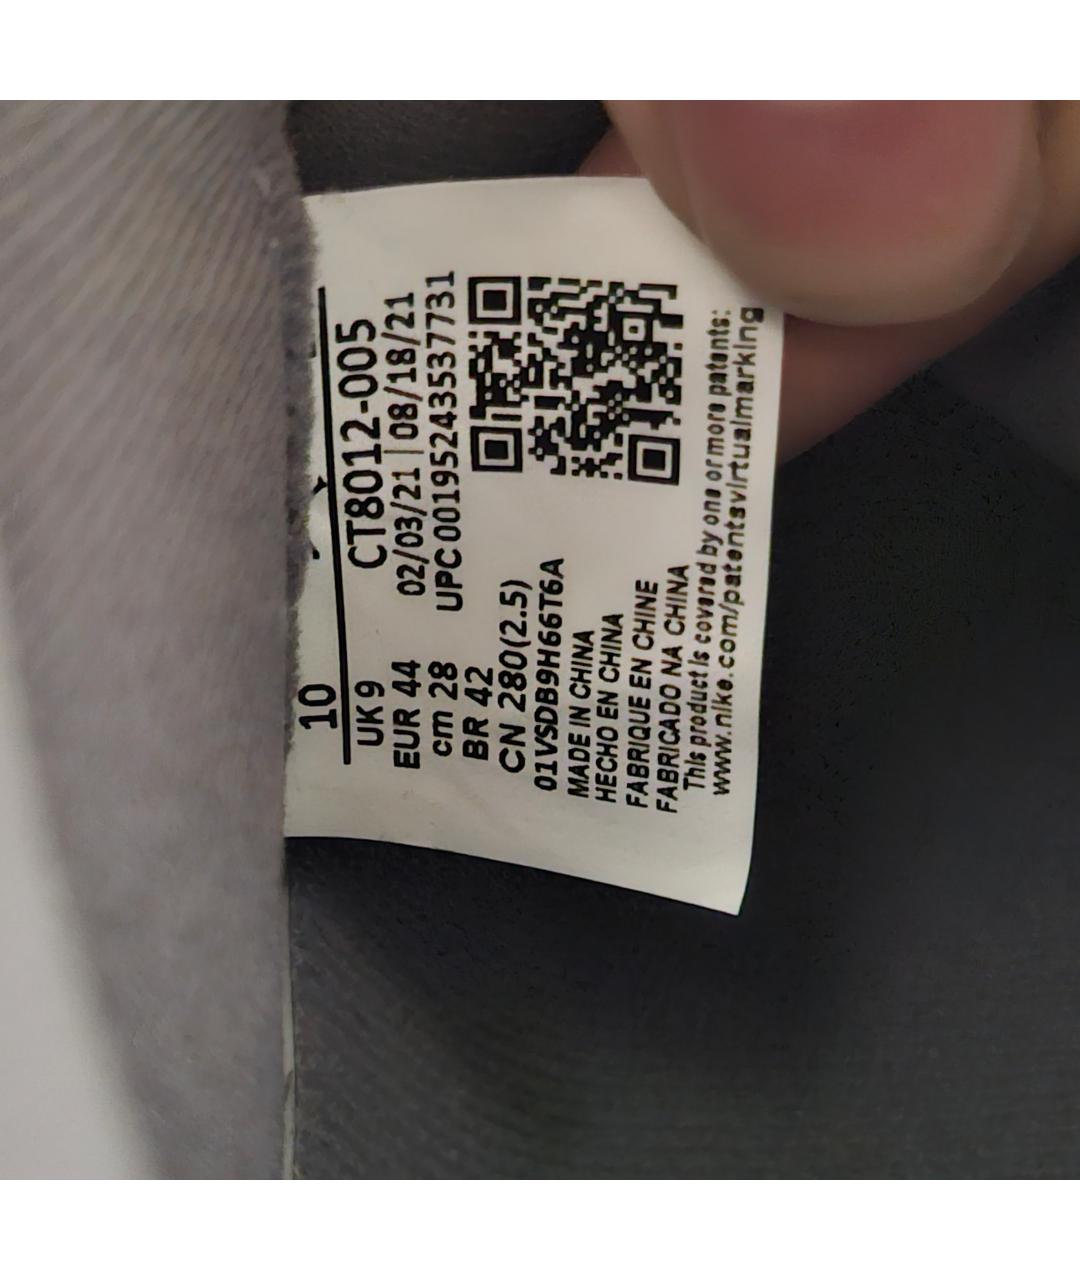 10
UK 9
EUR 44
cm 28
BR 42
CN 280(2.5)
CT8012-005
02/03/21 | 08/18/21
UPC 00195243537731
01VSDB9H66T6A
MADE IN CHINA
HECHO EN CHINA
FABRIQUE EN CHINE
FABRICADO NA CHINA
This product is covered by one or more patents:
www.nike.com/patentsvirtualmarking